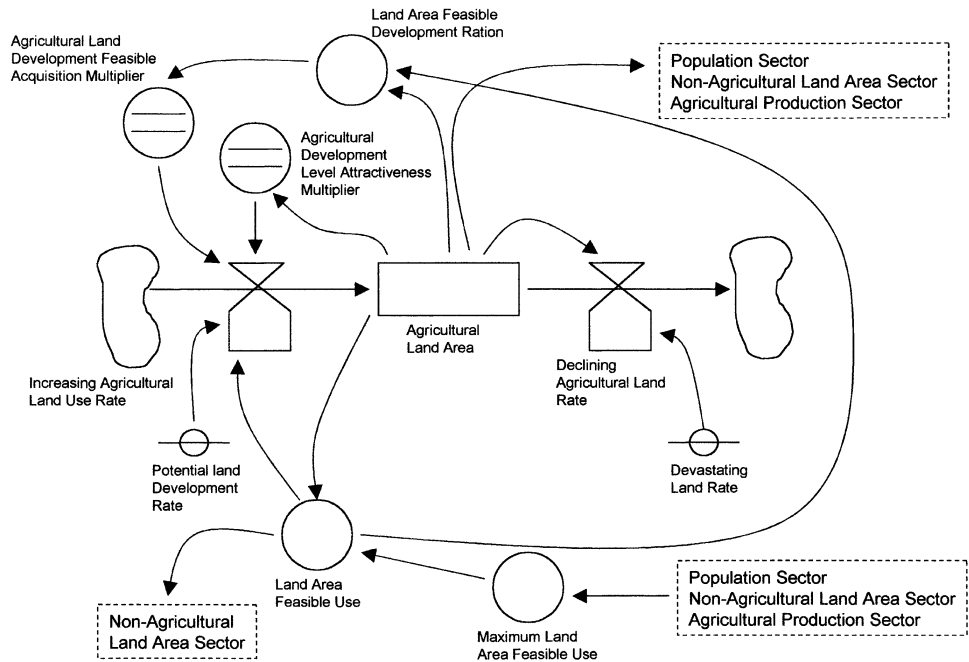 Land Area Feasible
Development Ration
Agricultural Land
Development Feasible
Acquisition Multiplier
Population Sector
Non-Agricultural Land Area Sector
Agricultural Production Sector
Agricultural
Development
Level Attractiveness
Multiplier
Agricultural
Land Area
Increasing Agricultural
Land Use Rate
Declining
Agricultural Land
Rate
Potential land
Development
Rate
Devastating
Land Rate
Land Area
Feasible Use
Non-Agricultural
Land Area Sector
Maximum Land
Area Feasible Use
Population Sector
Non-Agricultural Land Area Sector
Agricultural Production Sector